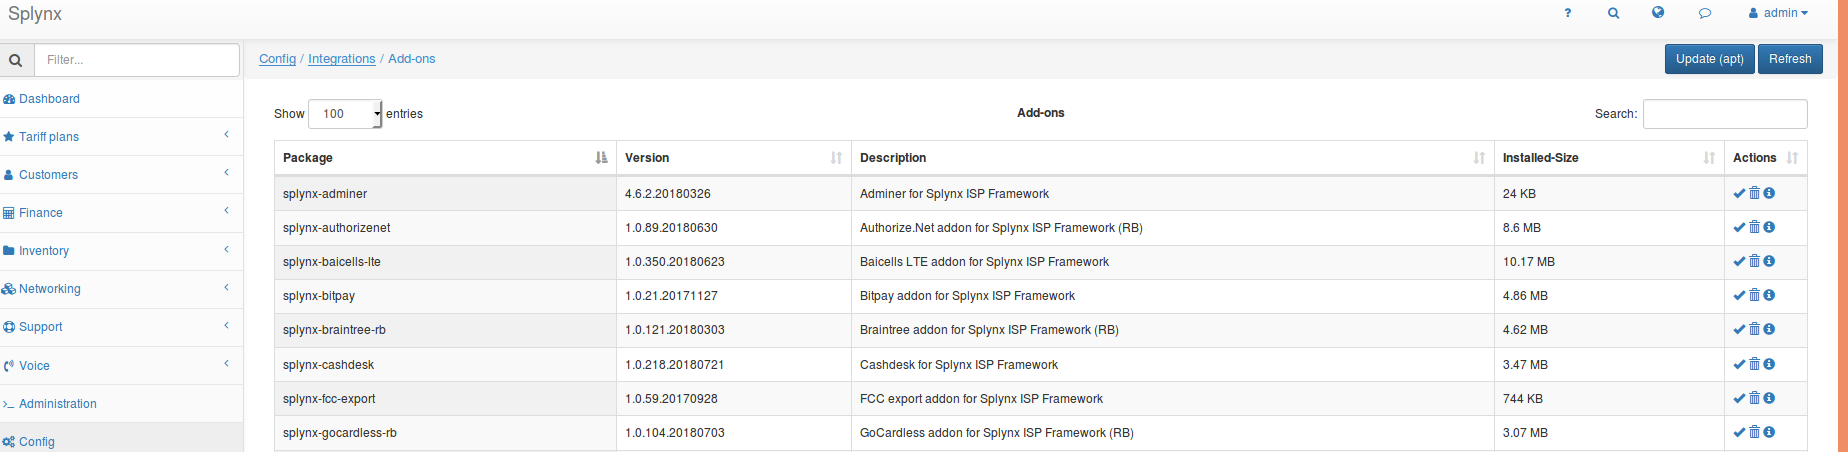 Splynx
? admin
Filter...
Config / Integrations / Add-ons
Update (apt) Refresh
Dashboard
Tariff plans
Customers
Finance
Inventory
Networking
Support
Voice
Administration
Config
Show 100 entries
Add-ons
Search:
Package Version Description Installed-Size Actions
splynx-adminer 4.6.2.20180326 Adminer for Splynx ISP Framework 24 KB
splynx-authorizenet 1.0.89.20180630 Authorize.Net addon for Splynx ISP Framework (RB) 8.6 MB
splynx-baicells-lte 1.0.350.20180623 Baicells LTE addon for Splynx ISP Framework 10.17 MB
splynx-bitpay 1.0.21.20171127 Bitpay addon for Splynx ISP Framework 4.86 MB
splynx-braintree-rb 1.0.121.20180303 Braintree addon for Splynx ISP Framework (RB) 4.62 MB
splynx-cashdesk 1.0.218.20180721 Cashdesk for Splynx ISP Framework 3.47 MB
splynx-fcc-export 1.0.59.20170928 FCC export addon for Splynx ISP Framework 744 KB
splynx-gocardless-rb 1.0.104.20180703 GoCardless addon for Splynx ISP Framework (RB) 3.07 MB